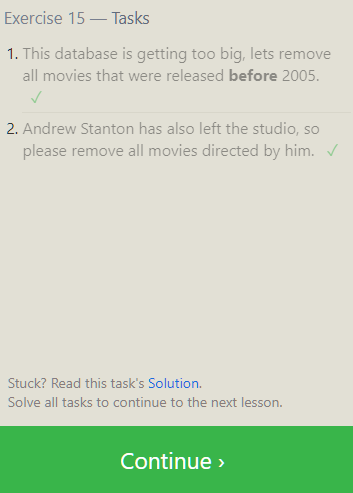 Exercise 15 — Tasks
1. This database is getting too big, lets remove
all movies that were released before 2005.
✓
2. Andrew Stanton has also left the studio, so
please remove all movies directed by him. ✓
Stuck? Read this task's Solution.
Solve all tasks to continue to the next lesson.
Continue ›